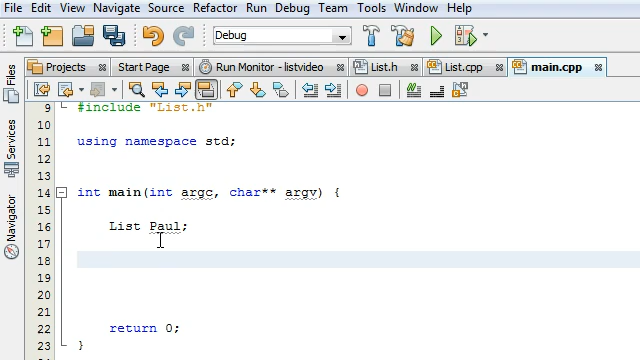 File Edit View Navigate Source Refactor Run Debug Team Tools Window Help
Debug
Projects Start Page Run Monitor - listvideo List.h List.cpp main.cpp
Files
Services
Navigator
9 #include "List.h"
10
11 using namespace std;
12
13
14 int main(int argc, char** argv) {
15
16 List Paul;
17
18
19
20
21
22 return 0;
23 }